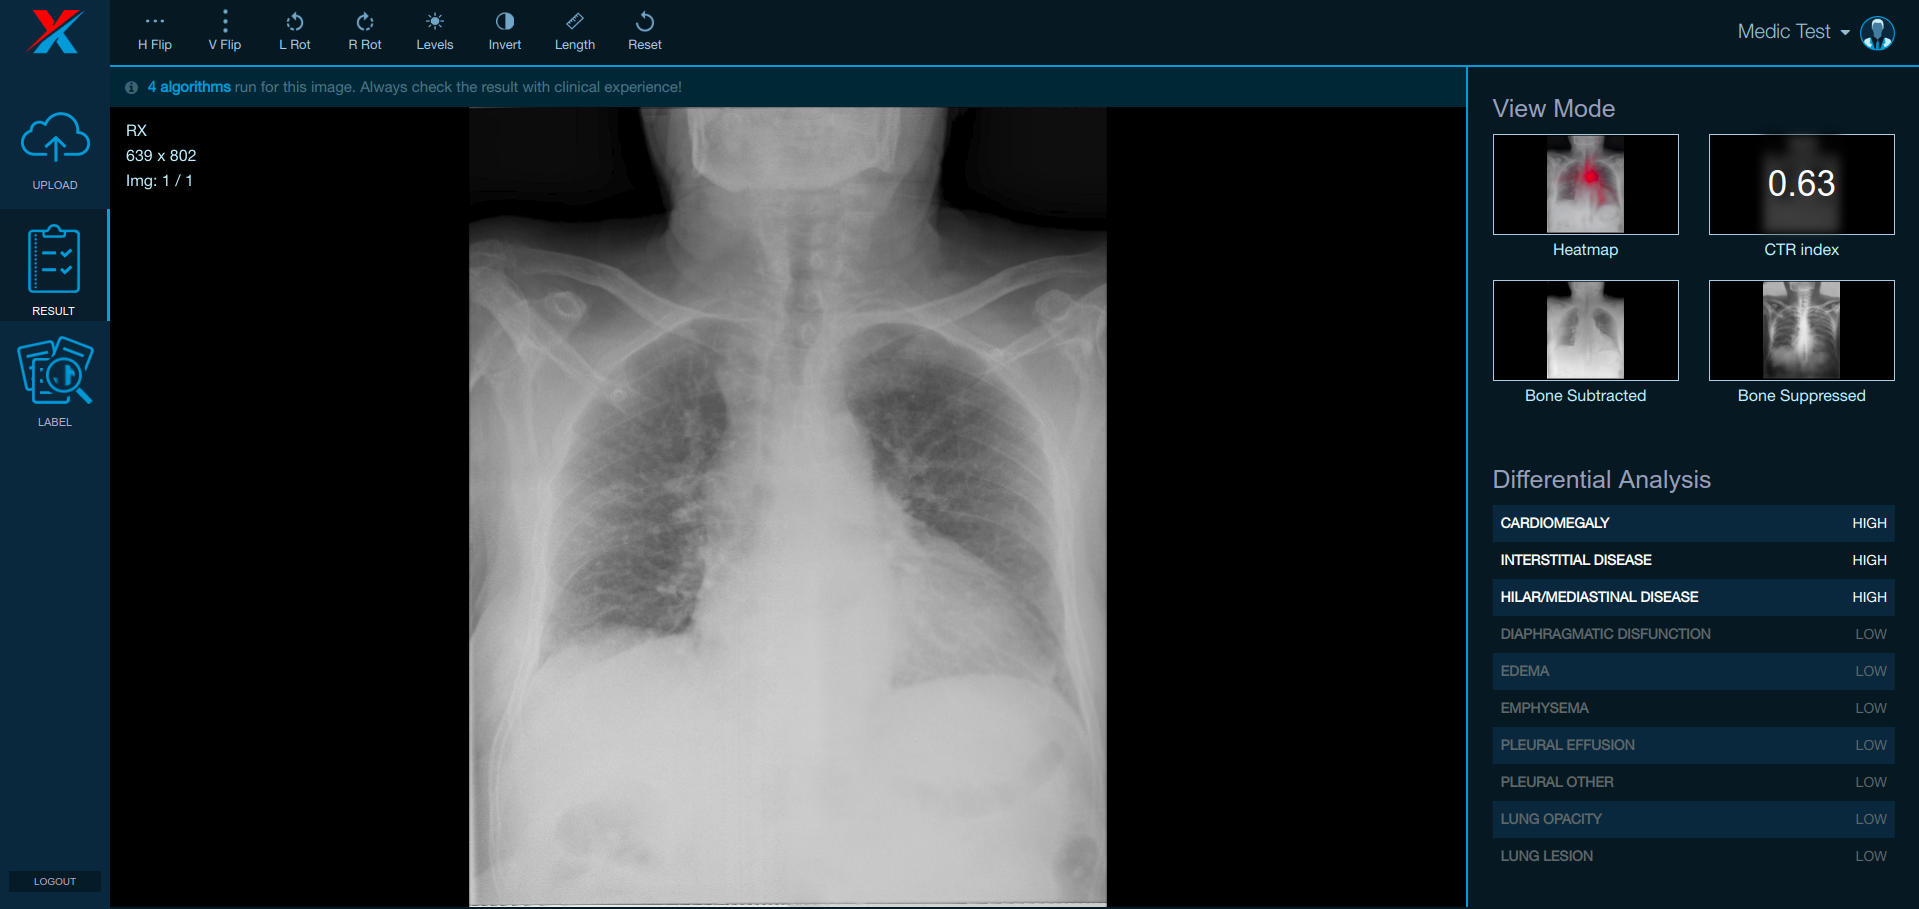 H Flip
V Flip
L Rot
R Rot
Levels
Invert
Length
Reset
Medic Test
4 algorithms run for this image. Always check the result with clinical experience!
RX
639 x 802
Img: 1 / 1
UPLOAD
RESULT
LABEL
LOGOUT
View Mode
Heatmap
0.63
CTR index
Bone Subtracted
Bone Suppressed
Differential Analysis
CARDIOMEGALY HIGH
INTERSTITIAL DISEASE HIGH
HILAR/MEDIASTINAL DISEASE HIGH
DIAPHRAGMATIC DISFUNCTION LOW
EDEMA LOW
EMPHYSEMA LOW
PLEURAL EFFUSION LOW
PLEURAL OTHER LOW
LUNG OPACITY LOW
LUNG LESION LOW